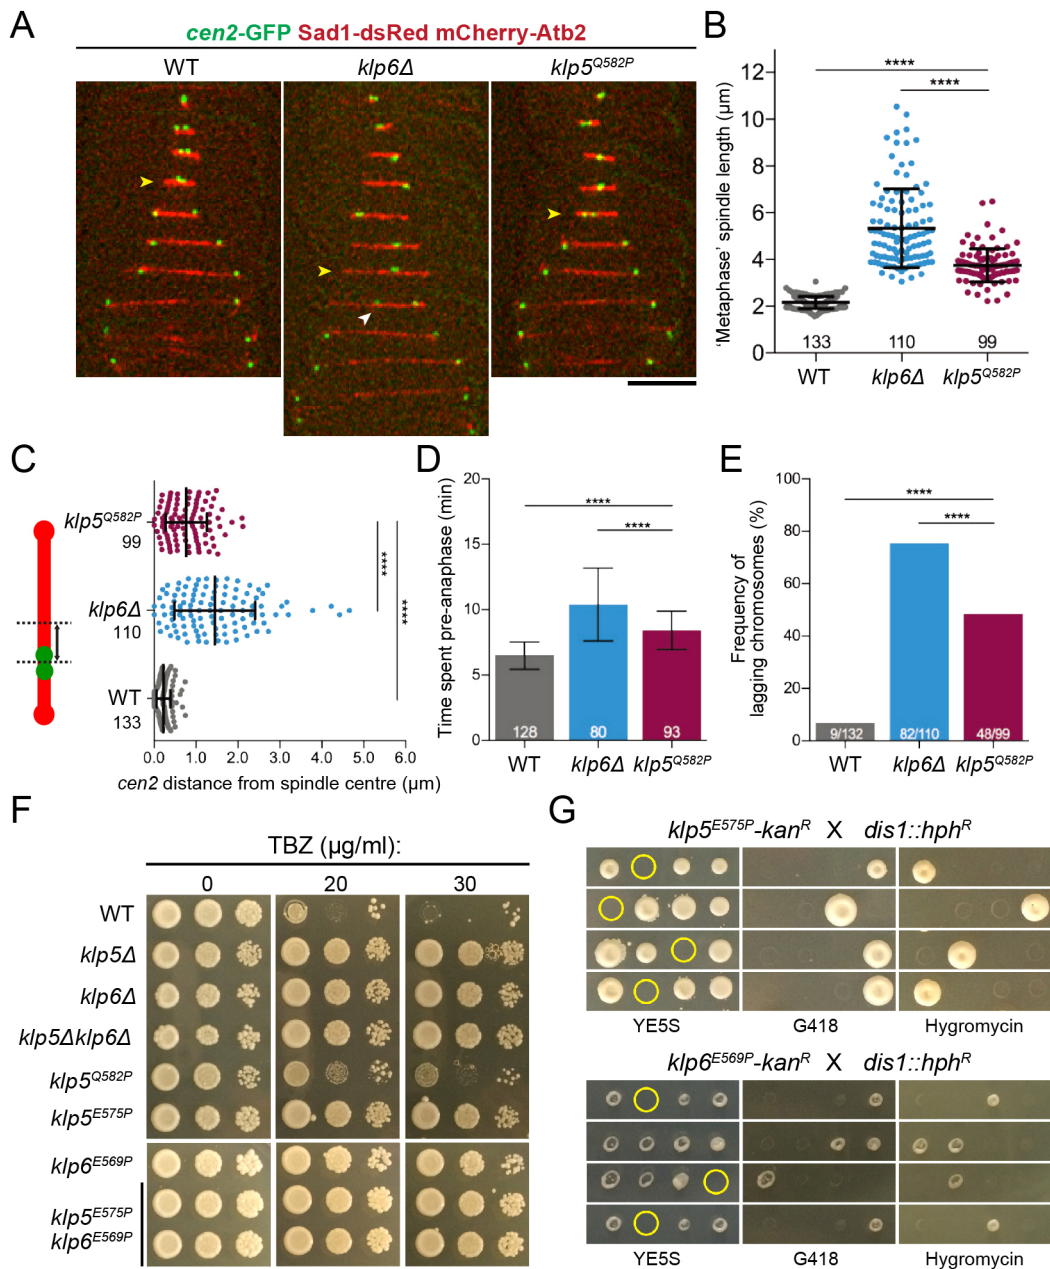 A
cen2-GFP Sad1-dsRed mCherry-Atb2
WT klp6Δ klp5Q582P
B
'Metaphase' spindle length (μm)
12
10
8
6
4
2
0
****
****
133 110 99
WT klp6Δ klp5Q582P
C
klp5Q582P
99
klp6Δ
110
WT
133
****
****
0.0 1.0 2.0 3.0 4.0 5.0 6.0
cen2 distance from spindle centre (μm)
D
Time spent pre-anaphase (min)
20
15
10
5
0
****
****
128 80 93
WT klp6Δ klp5Q582P
E
Frequency of
lagging chromosomes (%)
100
80
60
40
20
0
****
****
9/132 82/110 48/99
WT klp6Δ klp5Q582P
F
TBZ (μg/ml):
0 20 30
WT
klp5Δ
klp6Δ
klp5Δklp6Δ
klp5Q582P
klp5E575P
klp6E569P
klp5E575P
klp6E569P
G
klp5E575P-kanR X dis1::hphR
YE5S G418 Hygromycin
klp6E569P-kanR X dis1::hphR
YE5S G418 Hygromycin